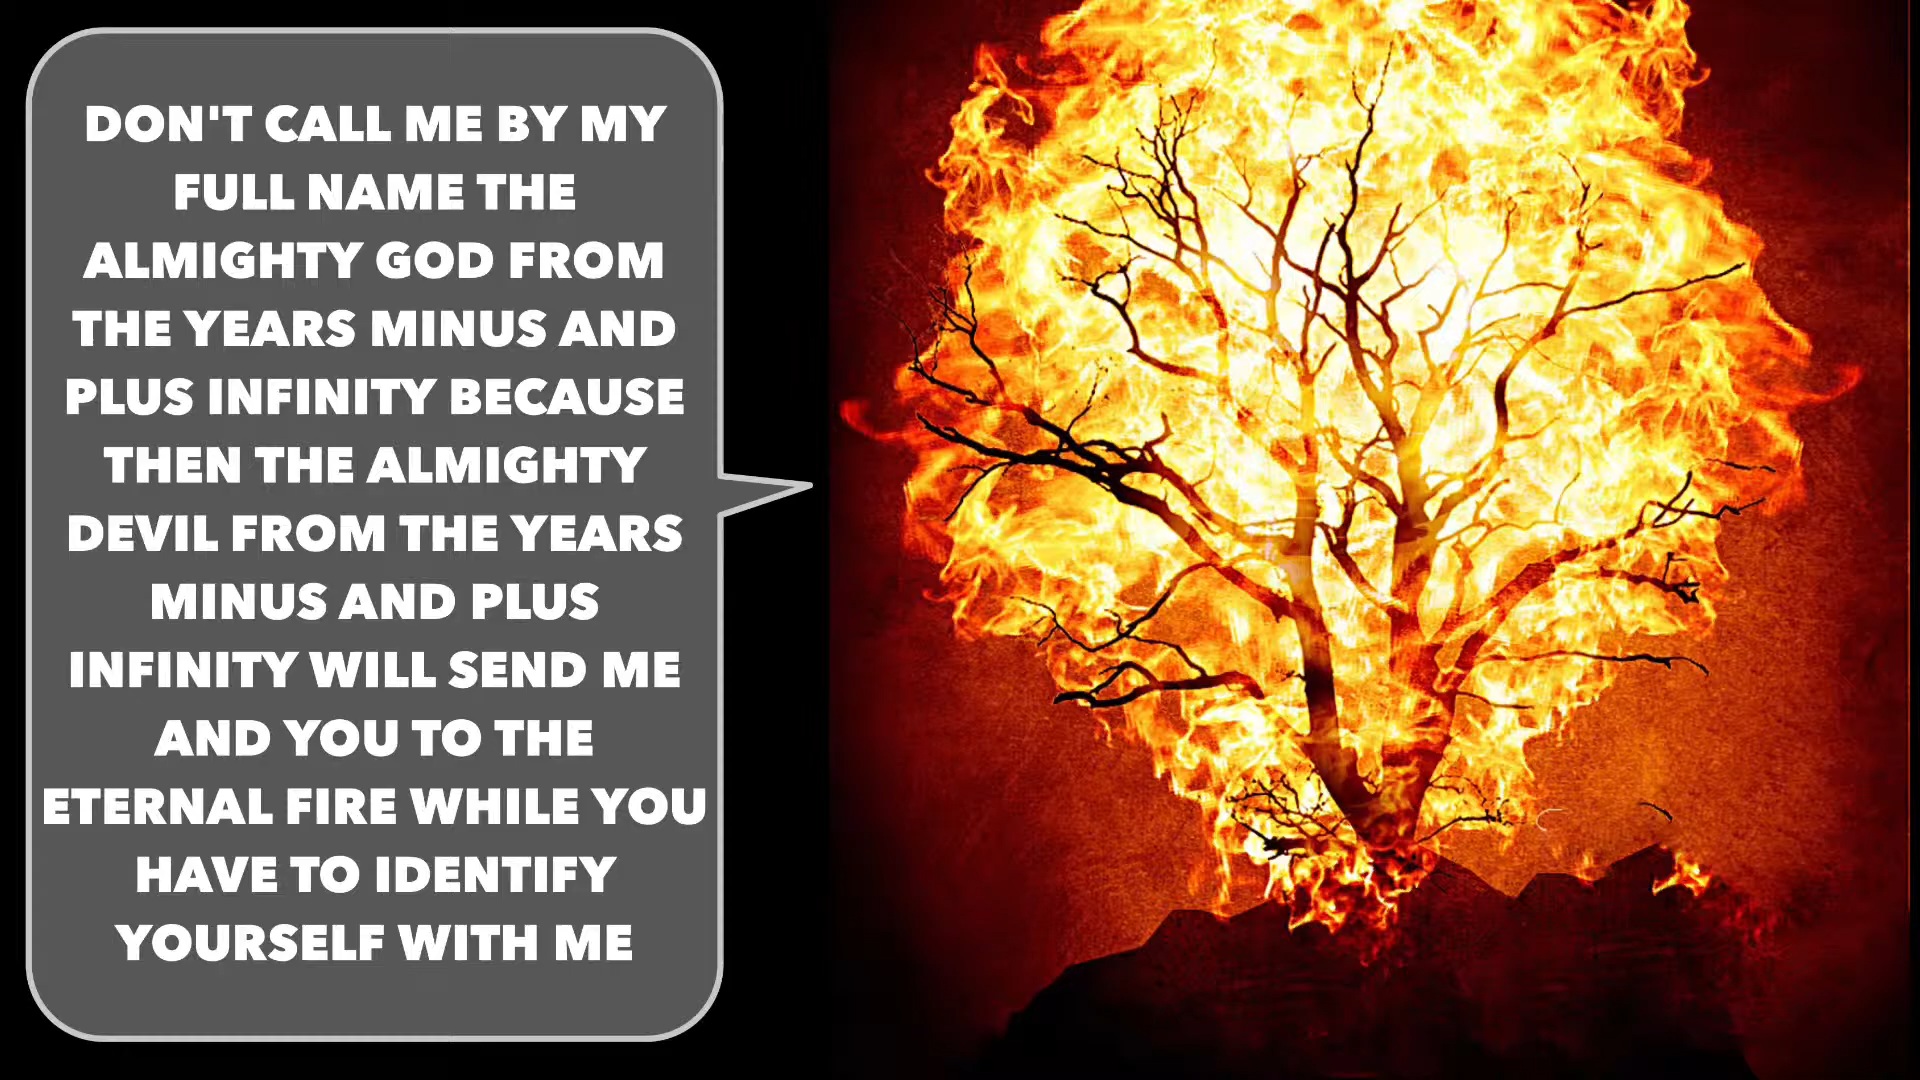 DON'T CALL ME BY MY
FULL NAME THE
ALMIGHTY GOD FROM
THE YEARS MINUS AND
PLUS INFINITY BECAUSE
THEN THE ALMIGHTY
DEVIL FROM THE YEARS
MINUS AND PLUS
INFINITY WILL SEND ME
AND YOU TO THE
ETERNAL FIRE WHILE YOU
HAVE TO IDENTIFY
YOURSELF WITH ME